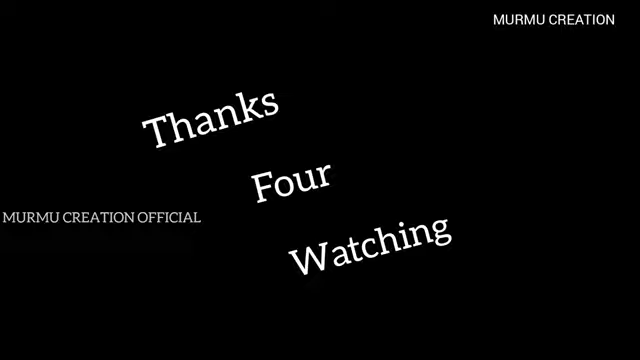 MURMU CREATION
Thanks
Four
MURMU CREATION OFFICIAL
Watching